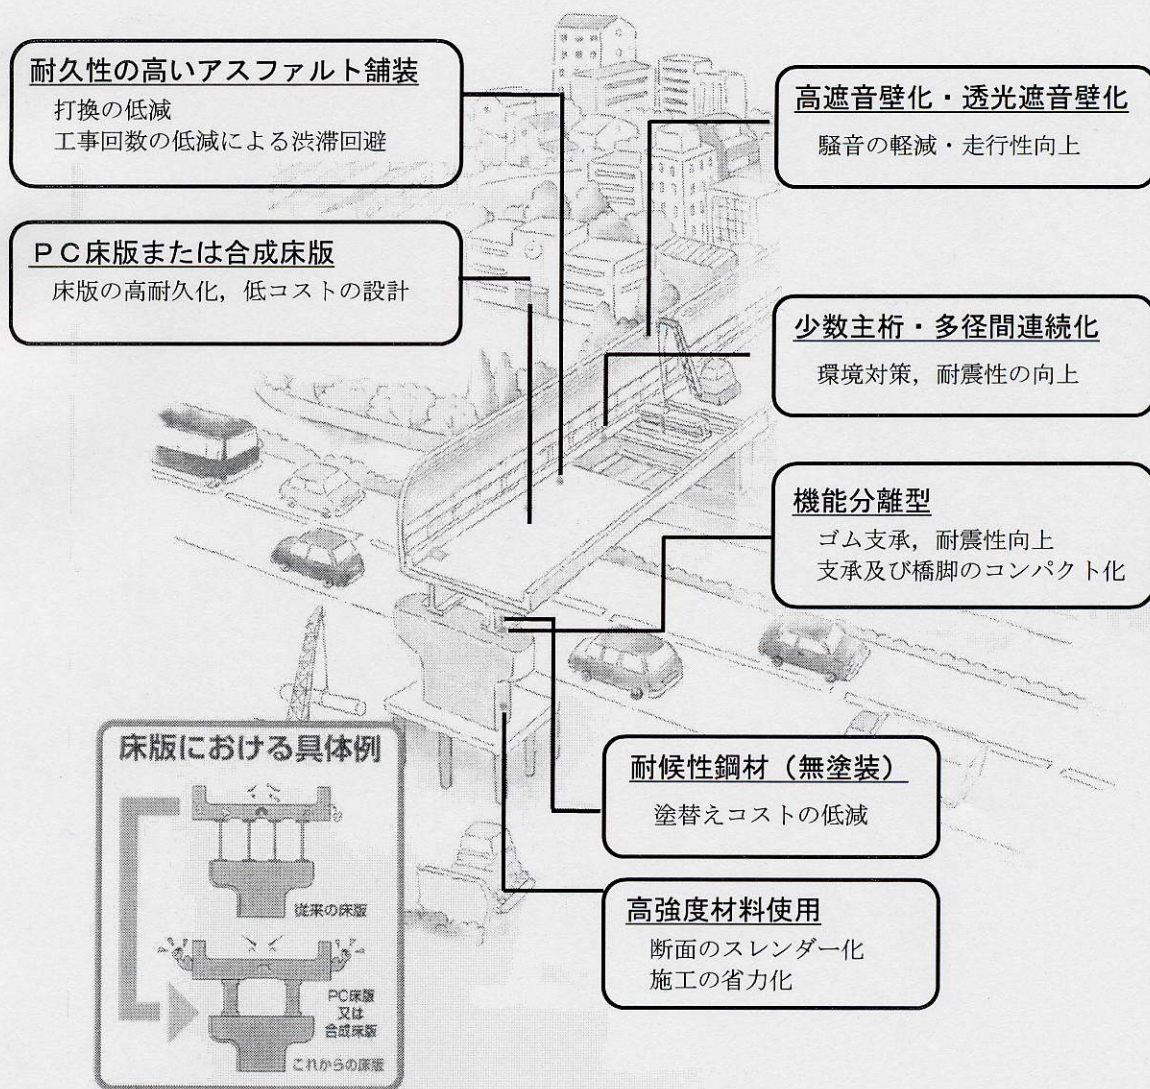 耐久性の高いアスファルト舗装
打換の低減
工事回数の低減による渋滞回避
高遮音壁化・透光遮音壁化
騒音の軽減・走行性向上
ＰＣ床版または合成床版
床版の高耐久化，低コストの設計
少数主桁・多径間連続化
環境対策，耐震性の向上
機能分離型
ゴム支承，耐震性向上
支承及び橋脚のコンパクト化
耐候性鋼材（無塗装）
塗替えコストの低減
高強度材料使用
断面のスレンダー化
施工の省力化
床版における具体例
従来の床版
PC床版
又は
合成床版
これからの床版